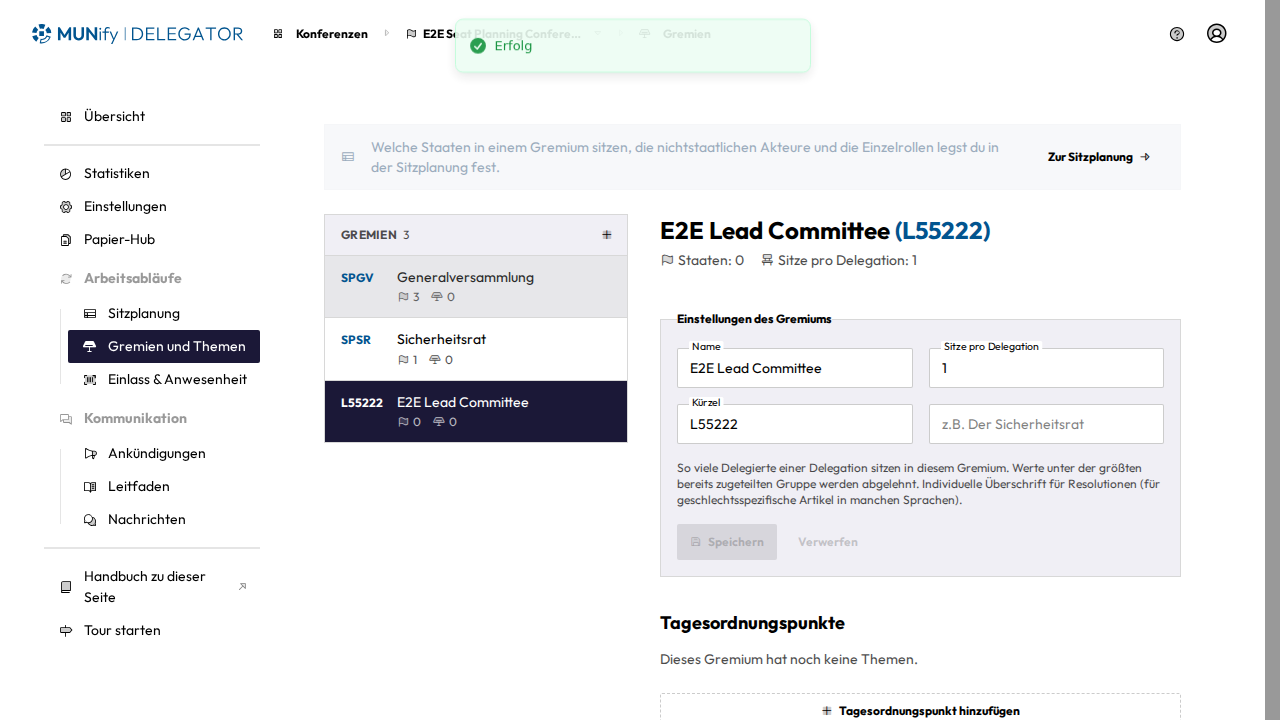 MUNify | DELEGATOR
Konferenzen
E2E Seat Planning Confere...
Gremien
Erfolg
Übersicht
Statistiken
Einstellungen
Papier-Hub
Arbeitsabläufe
Sitzplanung
Gremien und Themen
Einlass & Anwesenheit
Kommunikation
Ankündigungen
Leitfaden
Nachrichten
Handbuch zu dieser
Seite
Tour starten
Welche Staaten in einem Gremium sitzen, die nichtstaatlichen Akteure und die Einzelrollen legst du in
der Sitzplanung fest.
Zur Sitzplanung
GREMIEN 3
SPGV Generalversammlung
3 0
SPSR Sicherheitsrat
1 0
L55222 E2E Lead Committee
0 0
E2E Lead Committee (L55222)
Staaten: 0 Sitze pro Delegation: 1
Einstellungen des Gremiums
Name
E2E Lead Committee
Sitze pro Delegation
1
Kürzel
L55222
z.B. Der Sicherheitsrat
So viele Delegierte einer Delegation sitzen in diesem Gremium. Werte unter der größten
bereits zugeteilten Gruppe werden abgelehnt. Individuelle Überschrift für Resolutionen (für
geschlechtsspezifische Artikel in manchen Sprachen).
Speichern Verwerfen
Tagesordnungspunkte
Dieses Gremium hat noch keine Themen.
Tagesordnungspunkt hinzufügen